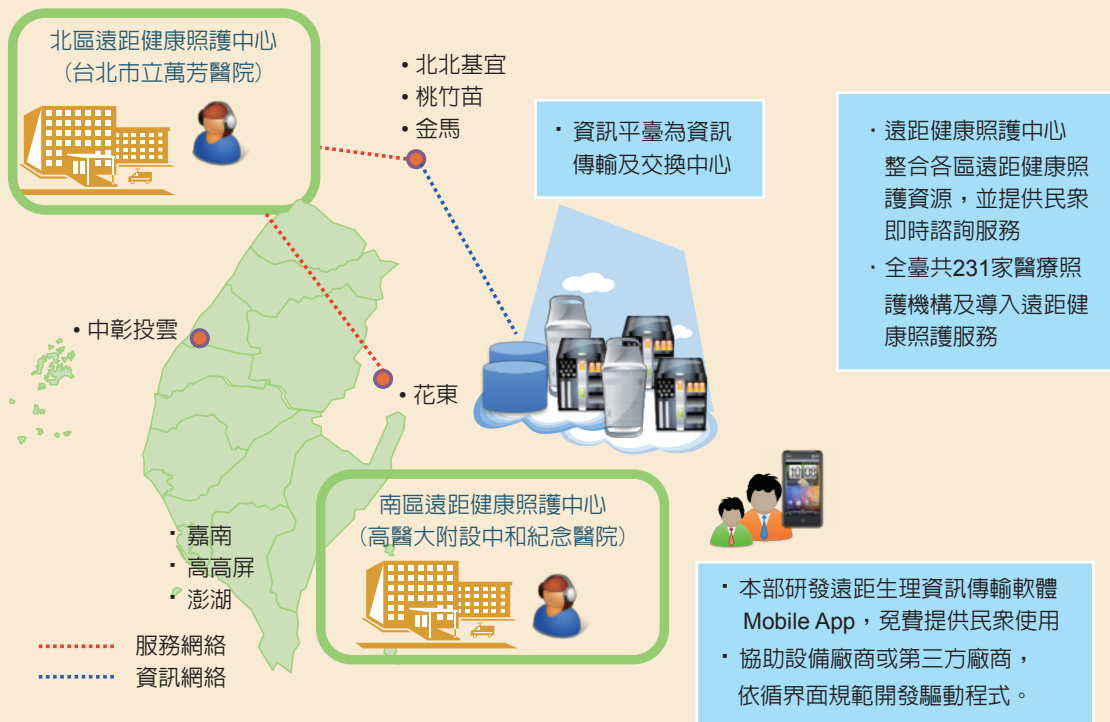 北區遠距健康照護中心
(台北市立萬芳醫院)
• 北北基宜
• 桃竹苗
• 金馬
・資訊平臺為資訊
傳輸及交換中心
・遠距健康照護中心
整合各區遠距健康照
護資源，並提供民眾
即時諮詢服務
・全臺共231家醫療照
護機構及導入遠距健
康照護服務
• 中彰投雲
• 花東
南區遠距健康照護中心
(高醫大附設中和紀念醫院)
・嘉南
・高高屏
・澎湖
服務網絡
資訊網絡
10:08
・本部研發遠距生理資訊傳輸軟體
Mobile App，免費提供民眾使用
・協助設備廠商或第三方廠商，
依循界面規範開發驅動程式。